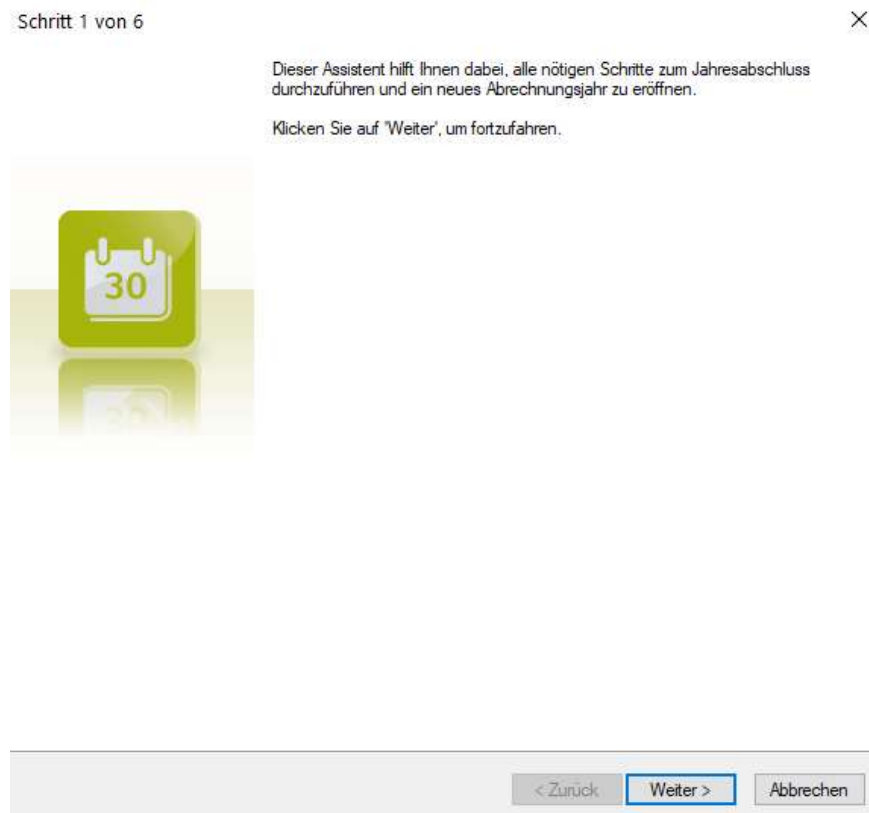 Schritt 1 von 6
Dieser Assistent hilft Ihnen dabei, alle nötigen Schritte zum Jahresabschluss
durchzuführen und ein neues Abrechnungsjahr zu eröffnen.
Klicken Sie auf 'Weiter', um fortzufahren.
30
< Zurück Weiter > Abbrechen